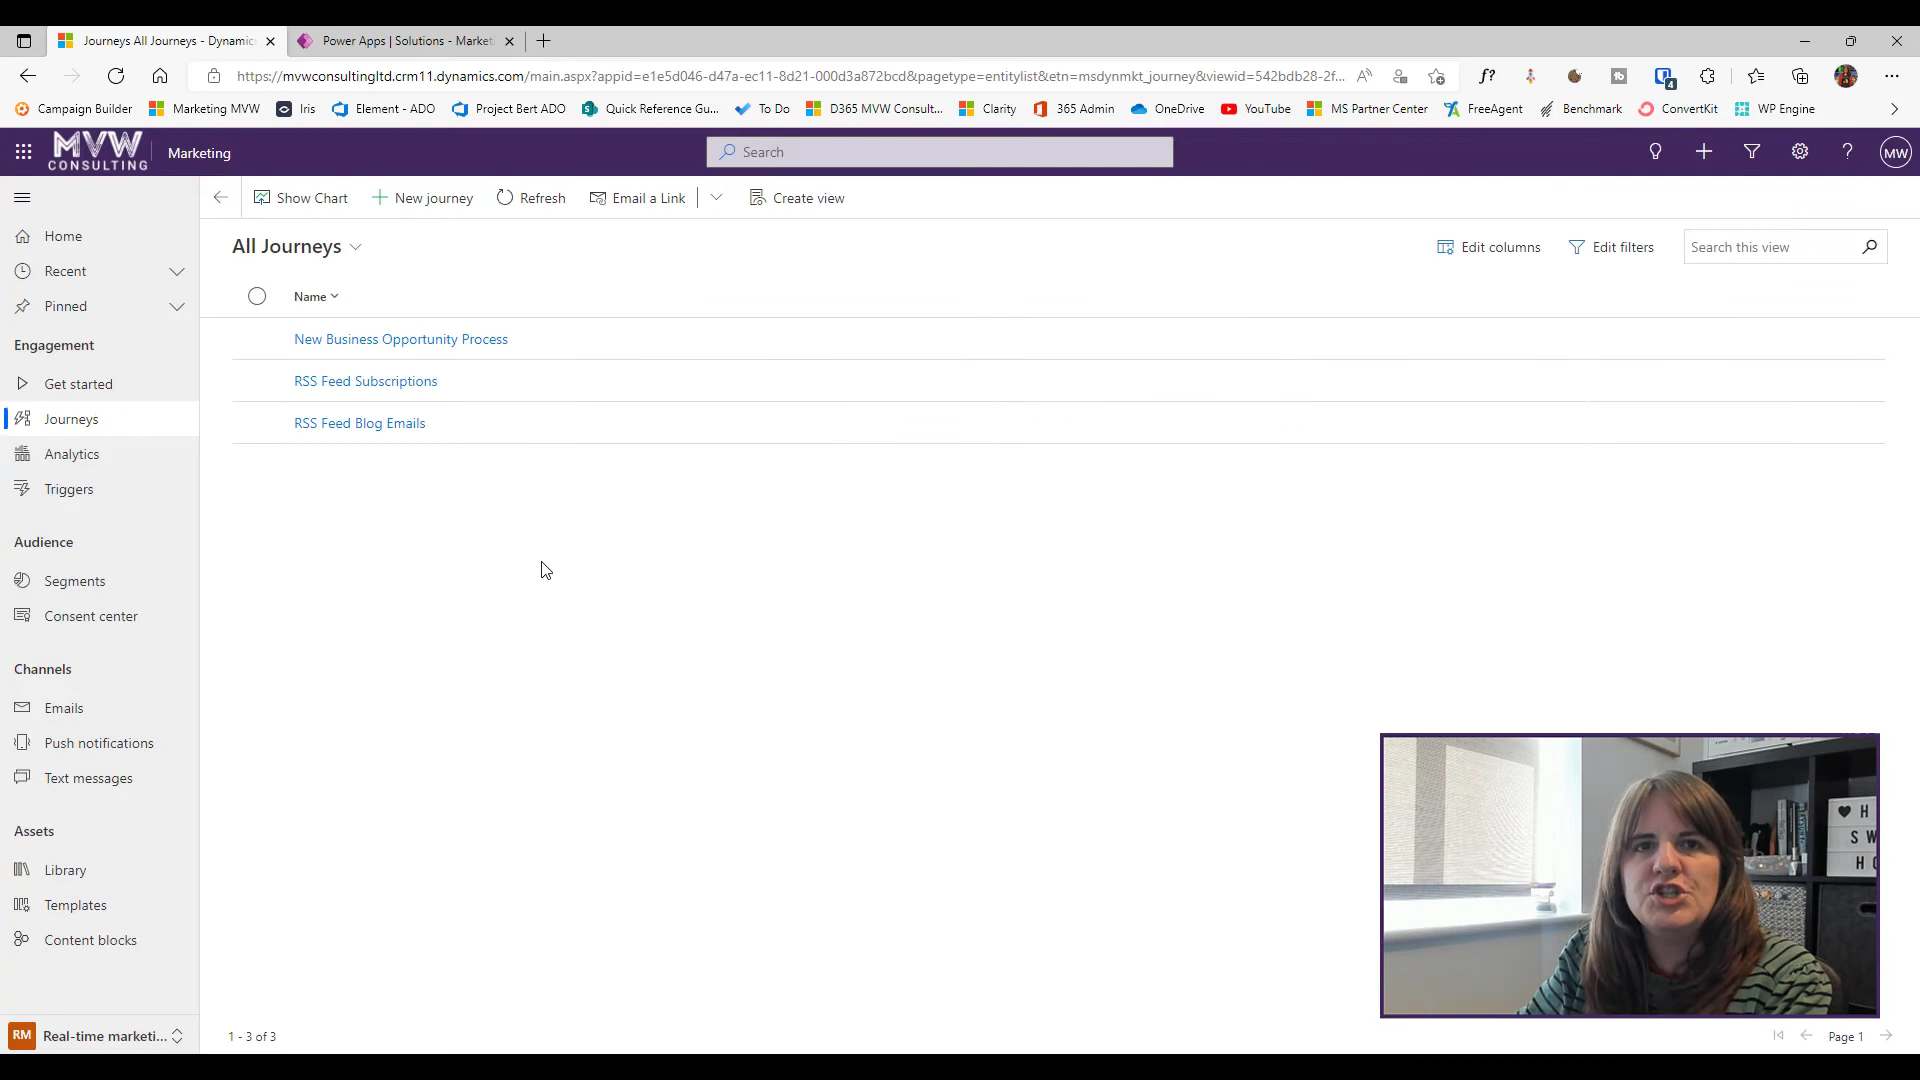 Journeys All Journeys - Dynamic
Power Apps | Solutions - Market
https://mvwconsultingltd.crm11.dynamics.com/main.aspx?appid=e1e5d046-d47a-ec11-8d21-000d3a872bcd&pagetype=entitylist&etn=msdynmkt_journey&viewid=542bdb28-2f...
Campaign Builder
Marketing MVW
Iris
Element - ADO
Project Bert ADO
Quick Reference Gu...
To Do
D365 MVW Consult...
Clarity
365 Admin
OneDrive
YouTube
MS Partner Center
FreeAgent
Benchmark
ConvertKit
WP Engine
MVW
CONSULTING
Marketing
Search
MW
Show Chart
New journey
Refresh
Email a Link
Create view
All Journeys
Edit columns
Edit filters
Search this view
Name
New Business Opportunity Process
RSS Feed Subscriptions
RSS Feed Blog Emails
Home
Recent
Pinned
Engagement
Get started
Journeys
Analytics
Triggers
Audience
Segments
Consent center
Channels
Emails
Push notifications
Text messages
Assets
Library
Templates
Content blocks
RM
Real-time marketi...
1 - 3 of 3
Page 1
H
S W
H